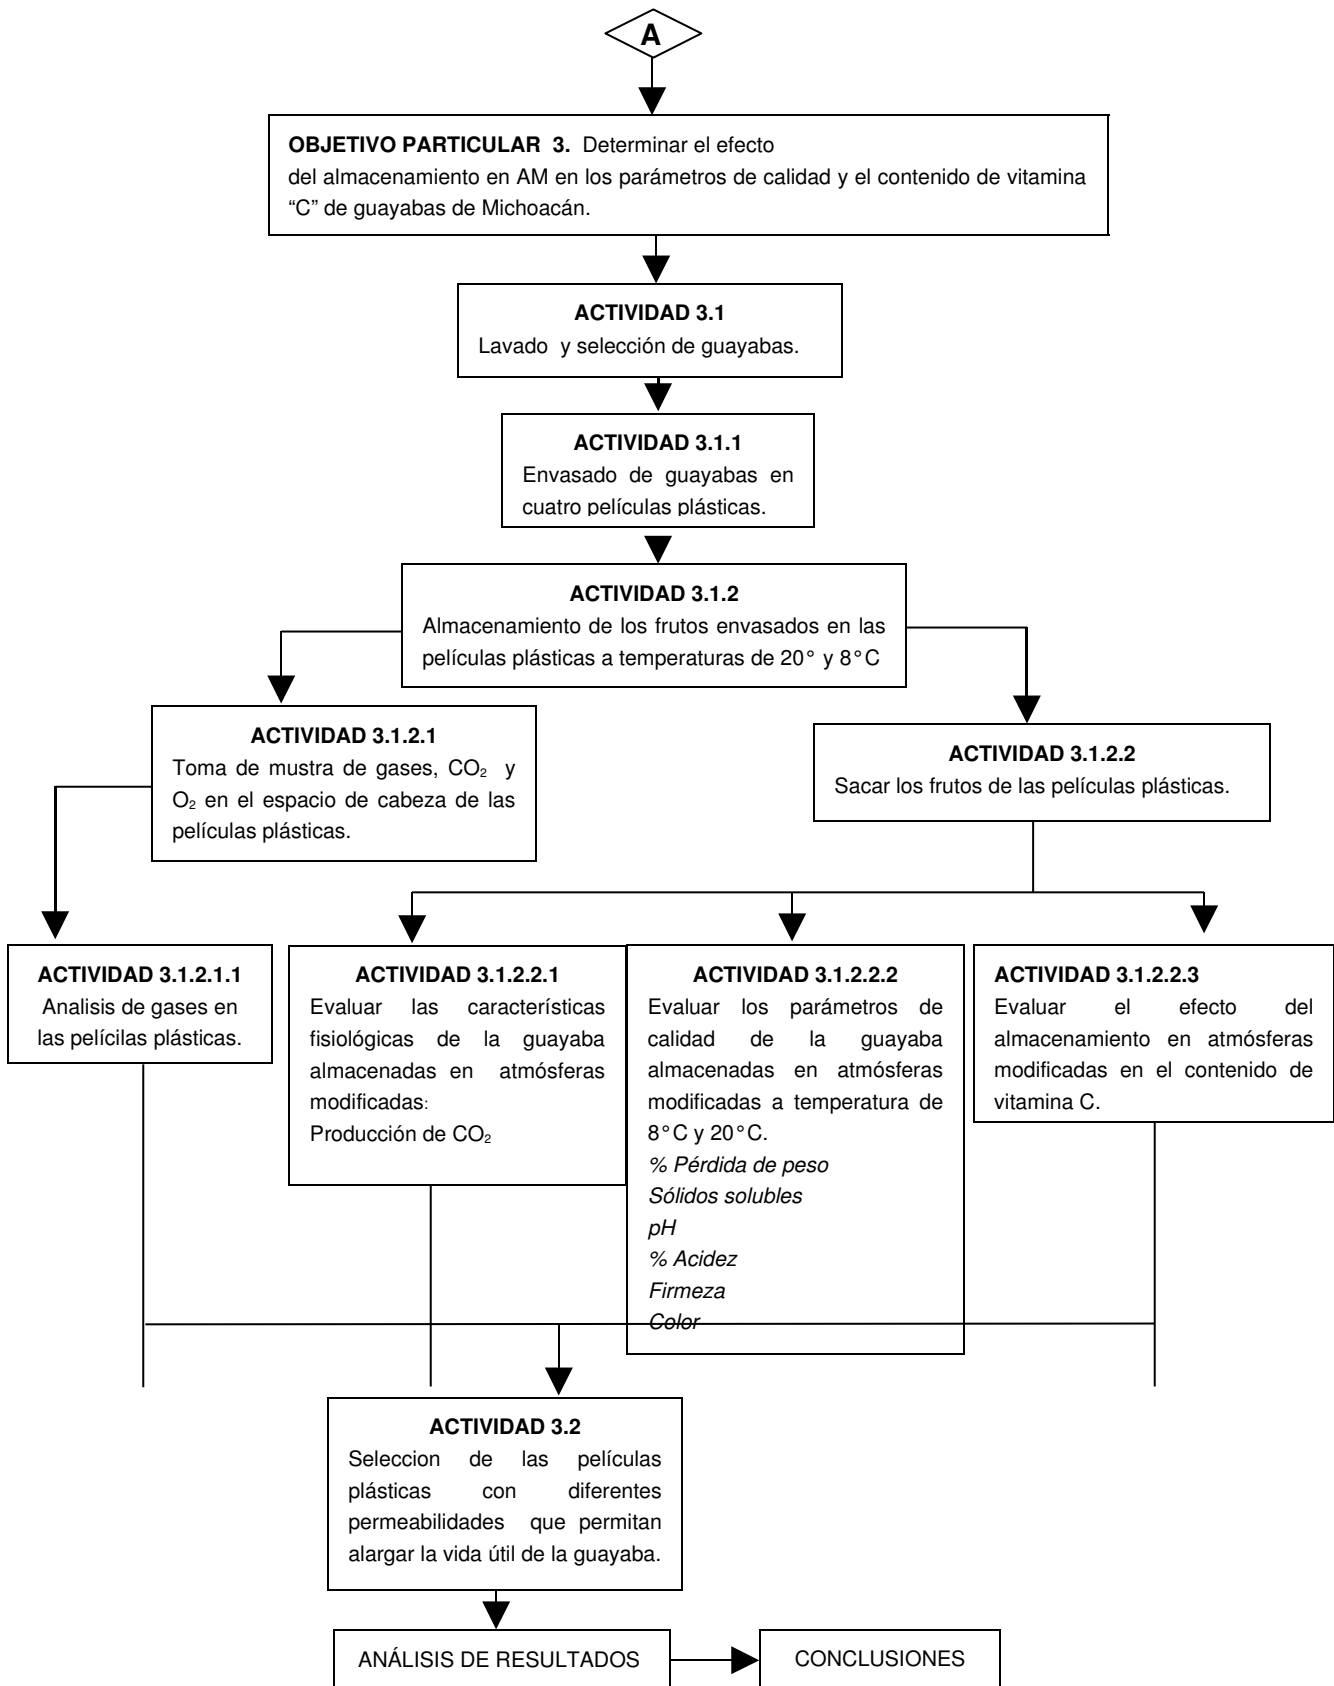 A
OBJETIVO PARTICULAR 3. Determinar el efecto
del almacenamiento en AM en los parámetros de calidad y el contenido de vitamina
“C” de guayabas de Michoacán.
ACTIVIDAD 3.1
Lavado y selección de guayabas.
ACTIVIDAD 3.1.1
Envasado de guayabas en
cuatro películas plásticas.
ACTIVIDAD 3.1.2
Almacenamiento de los frutos envasados en las
películas plásticas a temperaturas de 20° y 8°C
ACTIVIDAD 3.1.2.1
Toma de mustra de gases, CO₂ y
O₂ en el espacio de cabeza de las
películas plásticas.
ACTIVIDAD 3.1.2.2
Sacar los frutos de las películas plásticas.
ACTIVIDAD 3.1.2.1.1
Analisis de gases en
las pelícilas plásticas.
ACTIVIDAD 3.1.2.2.1
Evaluar las características
fisiológicas de la guayaba
almacenadas en atmósferas
modificadas:
Producción de CO₂
ACTIVIDAD 3.1.2.2.2
Evaluar los parámetros de
calidad de la guayaba
almacenadas en atmósferas
modificadas a temperatura de
8°C y 20°C.
% Pérdida de peso
Sólidos solubles
pH
% Acidez
Firmeza
Color
ACTIVIDAD 3.1.2.2.3
Evaluar el efecto del
almacenamiento en atmósferas
modificadas en el contenido de
vitamina C.
ACTIVIDAD 3.2
Seleccion de las películas
plásticas con diferentes
permeabilidades que permitan
alargar la vida útil de la guayaba.
ANÁLISIS DE RESULTADOS
CONCLUSIONES